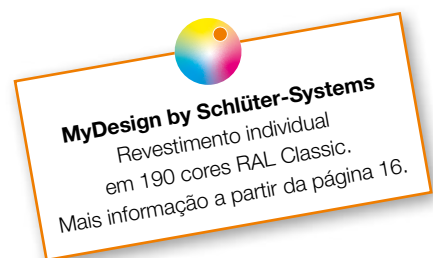 MyDesign by Schlüter-Systems
Revestimento individual
em 190 cores RAL Classic.
Mais informação a partir da página 16.